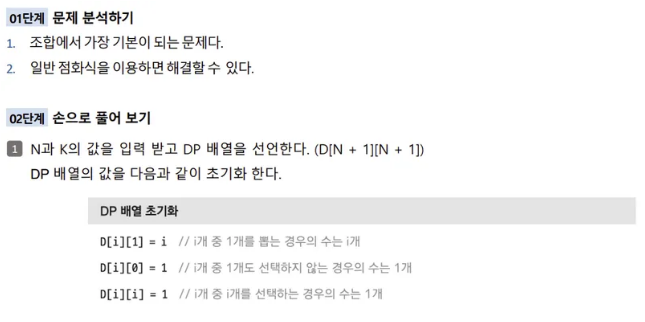 01단계 문제 분석하기
1. 조합에서 가장 기본이 되는 문제다.
2. 일반 점화식을 이용하면 해결할 수 있다.
02단계 손으로 풀어 보기
1 N과 K의 값을 입력 받고 DP 배열을 선언한다. (D[N + 1][N + 1])
DP 배열의 값을 다음과 같이 초기화 한다.
DP 배열 초기화
D[i][1] = i // i개 중 1개를 뽑는 경우의 수는 i개
D[i][0] = 1 // i개 중 1개도 선택하지 않는 경우의 수는 1개
D[i][i] = 1 // i개 중 i개를 선택하는 경우의 수는 1개